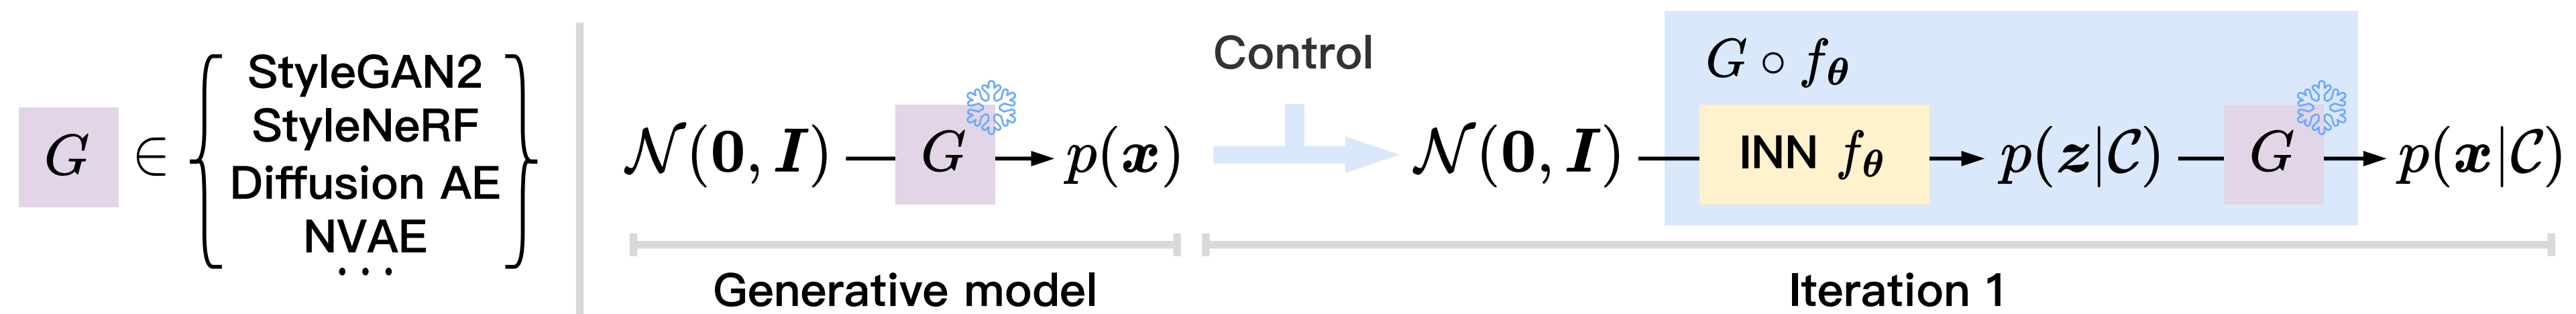 G ∈ { StyleGAN2
StyleNeRF
Diffusion AE
NVAE
... }
𝒩(𝟎, 𝑰) G p(𝒙)
Generative model
Control
G ∘ f_θ
𝒩(𝟎, 𝑰) INN f_θ p(𝒛|𝒞) G p(𝒙|𝒞)
Iteration 1